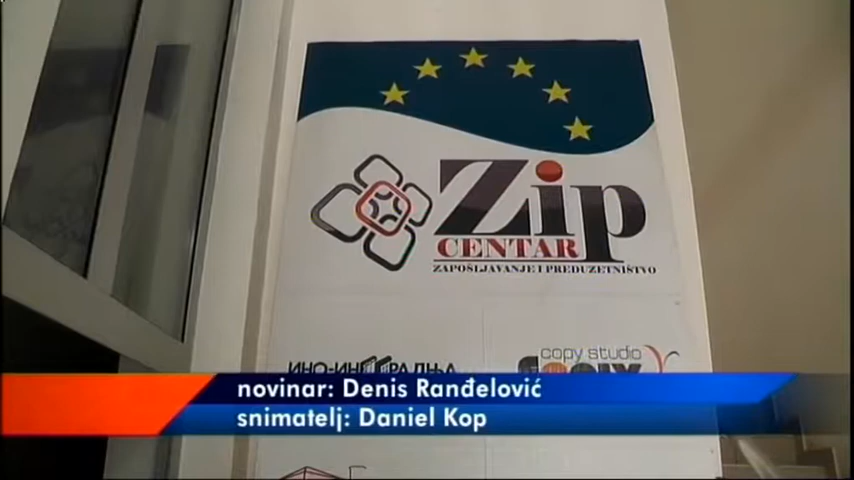 Zip
CENTAR
ZAPOŠLJAVANJE I PREDUZETNIŠTVO
copy studio
novinar: Denis Ranđelović
snimatelj: Daniel Kop